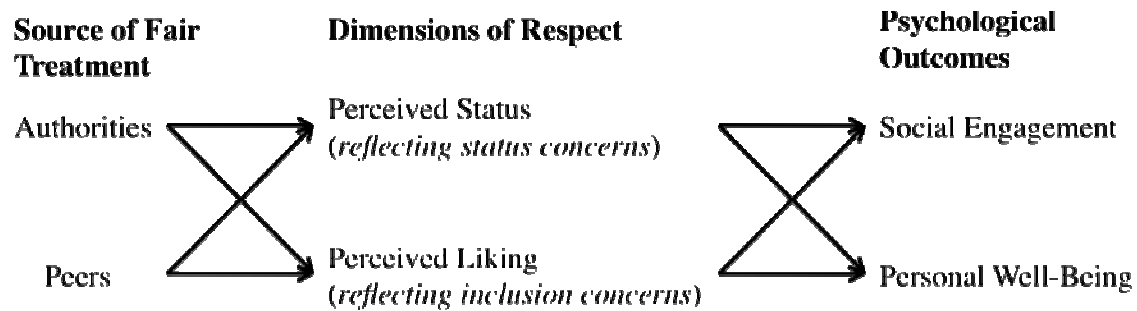 Source of Fair
Treatment
Dimensions of Respect
Psychological
Outcomes
Authorities
Perceived Status
(reflecting status concerns)
Social Engagement
Peers
Perceived Liking
(reflecting inclusion concerns)
Personal Well-Being